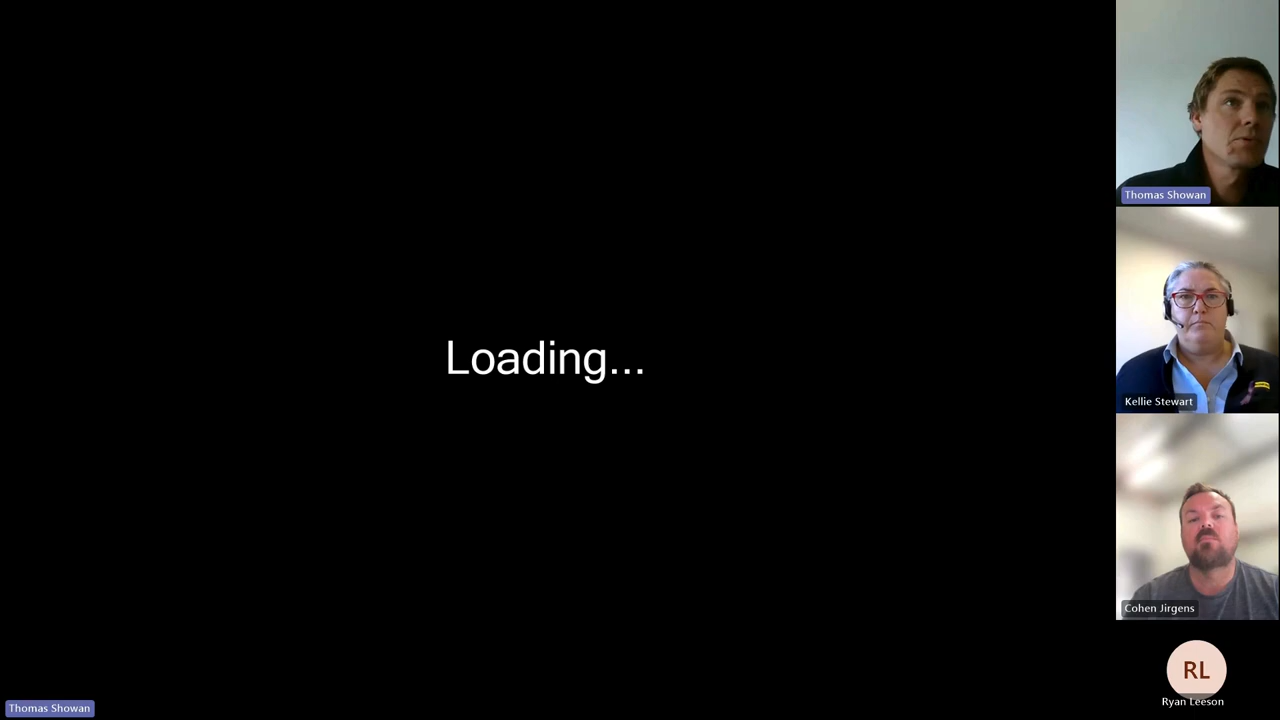 Loading...
Thomas Showan
Kellie Stewart
Cohen Jirgens
RL
Ryan Leeson
Thomas Showan